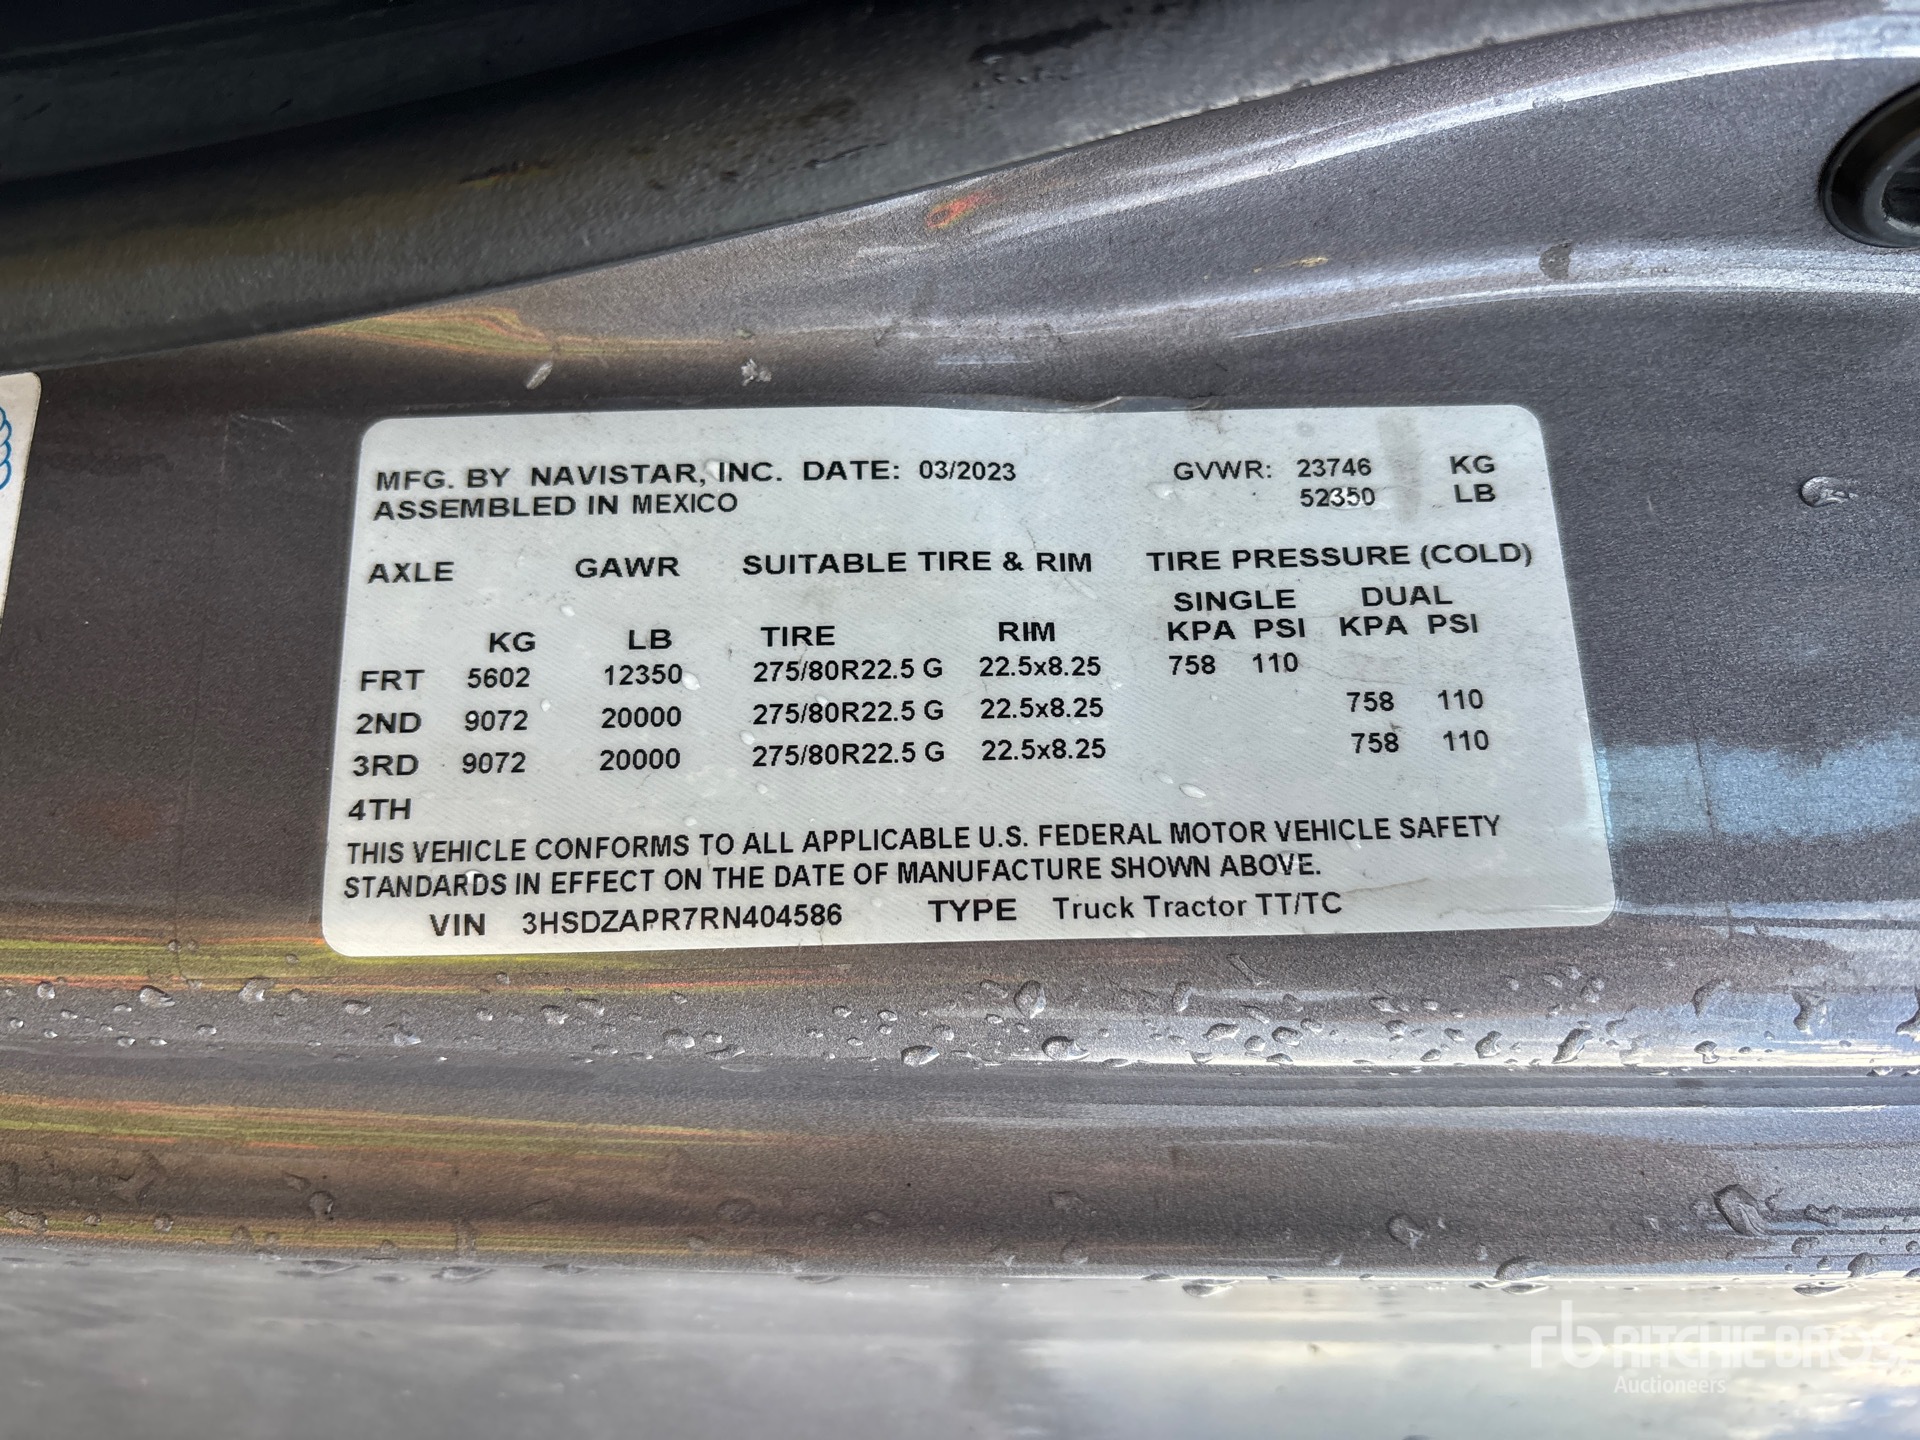 MFG. BY NAVISTAR, INC. DATE: 03/2023 GVWR: 23746 KG
ASSEMBLED IN MEXICO 52350 LB
AXLE GAWR SUITABLE TIRE & RIM TIRE PRESSURE (COLD)
SINGLE DUAL
KG LB TIRE RIM KPA PSI KPA PSI
FRT 5602 12350 275/80R22.5 G 22.5x8.25 758 110
2ND 9072 20000 275/80R22.5 G 22.5x8.25 758 110
3RD 9072 20000 275/80R22.5 G 22.5x8.25 758 110
4TH
THIS VEHICLE CONFORMS TO ALL APPLICABLE U.S. FEDERAL MOTOR VEHICLE SAFETY
STANDARDS IN EFFECT ON THE DATE OF MANUFACTURE SHOWN ABOVE.
VIN 3HSDZAPR7RN404586 TYPE Truck Tractor TT/TC
rb RITCHIE BROS
Auctioneers